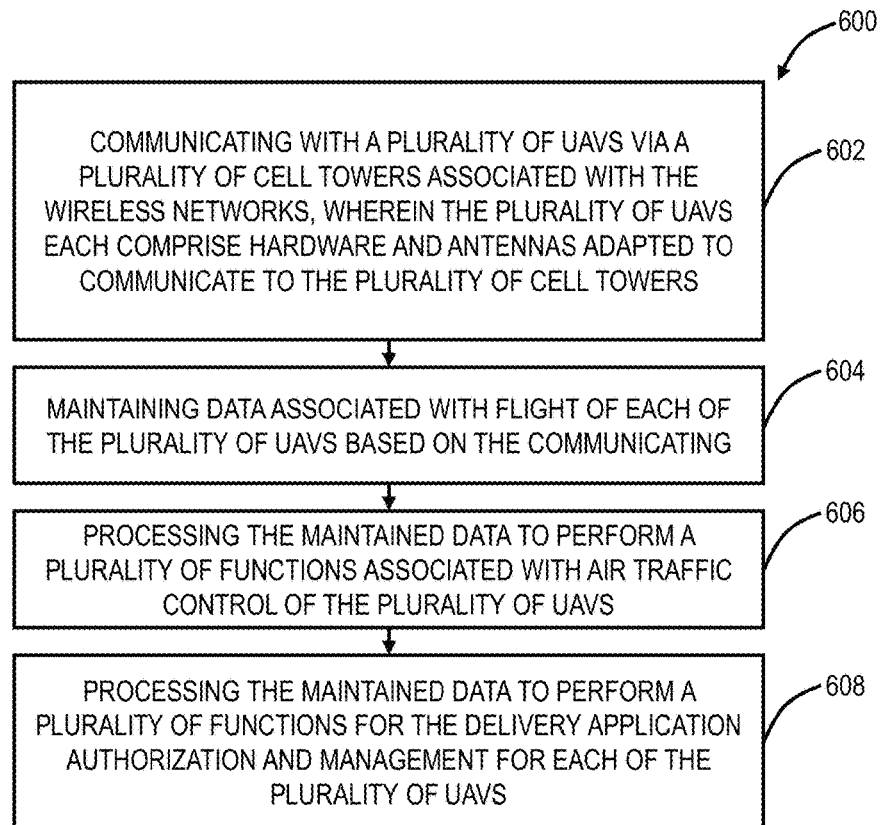 600
COMMUNICATING WITH A PLURALITY OF UAVS VIA A
PLURALITY OF CELL TOWERS ASSOCIATED WITH THE
WIRELESS NETWORKS, WHEREIN THE PLURALITY OF UAVS
EACH COMPRISE HARDWARE AND ANTENNAS ADAPTED TO
COMMUNICATE TO THE PLURALITY OF CELL TOWERS
602
MAINTAINING DATA ASSOCIATED WITH FLIGHT OF EACH OF
THE PLURALITY OF UAVS BASED ON THE COMMUNICATING
604
PROCESSING THE MAINTAINED DATA TO PERFORM A
PLURALITY OF FUNCTIONS ASSOCIATED WITH AIR TRAFFIC
CONTROL OF THE PLURALITY OF UAVS
606
PROCESSING THE MAINTAINED DATA TO PERFORM A
PLURALITY OF FUNCTIONS FOR THE DELIVERY APPLICATION
AUTHORIZATION AND MANAGEMENT FOR EACH OF THE
PLURALITY OF UAVS
608